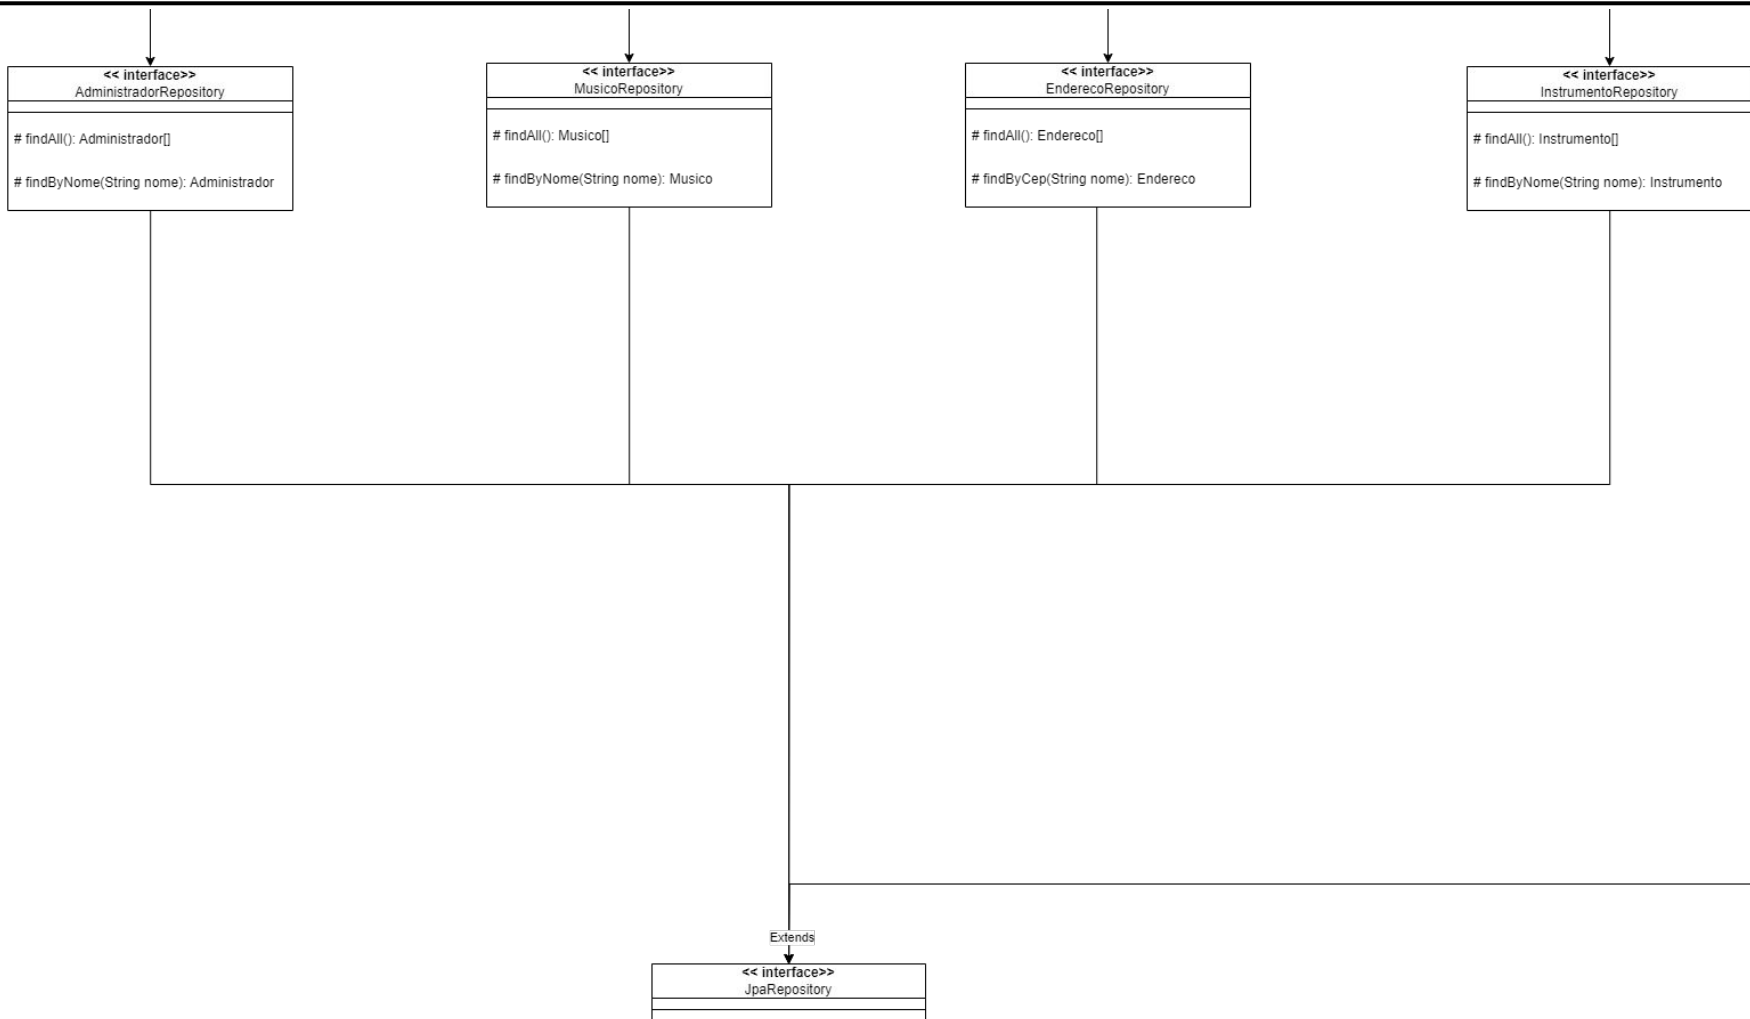 << interface>>
AdministradorRepository
# findAll(): Administrador[]
# findByNome(String nome): Administrador
<< interface>>
MusicoRepository
# findAll(): Musico[]
# findByNome(String nome): Musico
<< interface>>
EnderecoRepository
# findAll(): Endereco[]
# findByCep(String nome): Endereco
<< interface>>
InstrumentoRepository
# findAll(): Instrumento[]
# findByNome(String nome): Instrumento
Extends
<< interface>>
JpaRepository